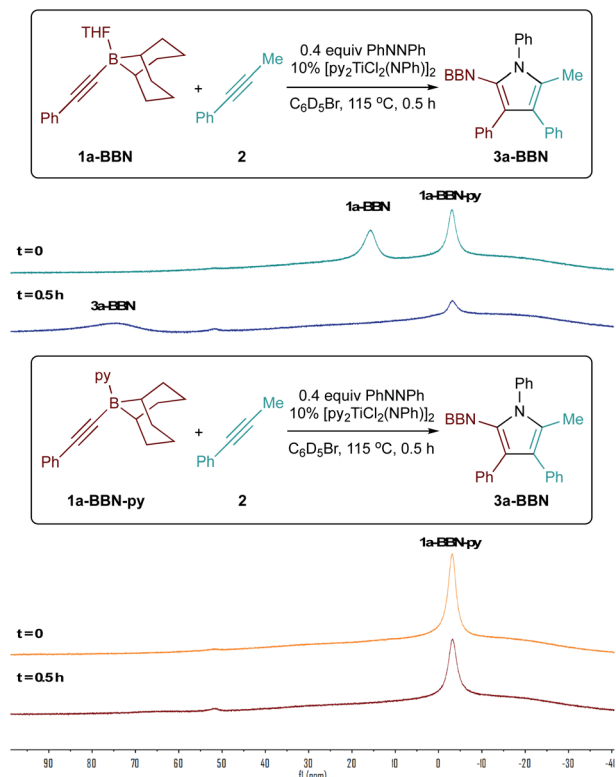 THF
B
Ph
1a-BBN
+
Me
Ph
2
0.4 equiv PhNNPh
10% [py₂TiCl₂(NPh)]₂
C₆D₅Br, 115 °C, 0.5 h
Ph
BBN
N
Me
Ph
Ph
3a-BBN
1a-BBN
1a-BBN-py
t = 0
t = 0.5 h
3a-BBN
py
B
Ph
1a-BBN-py
+
Me
Ph
2
0.4 equiv PhNNPh
10% [py₂TiCl₂(NPh)]₂
C₆D₅Br, 115 °C, 0.5 h
Ph
BBN
N
Me
Ph
Ph
3a-BBN
1a-BBN-py
t = 0
t = 0.5 h
90 80 70 60 50 40 30 20 10 0 -10 -20 -30 -40
f1 (ppm)